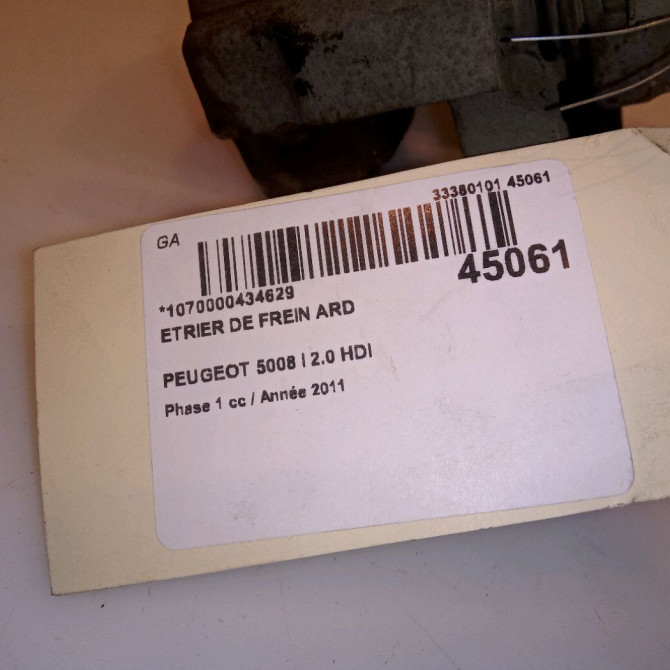 GA
33380101 45061
45061
*1070000434629
ETRIER DE FREIN ARD
PEUGEOT 5008 I 2.0 HDI
Phase 1 cc / Année 2011